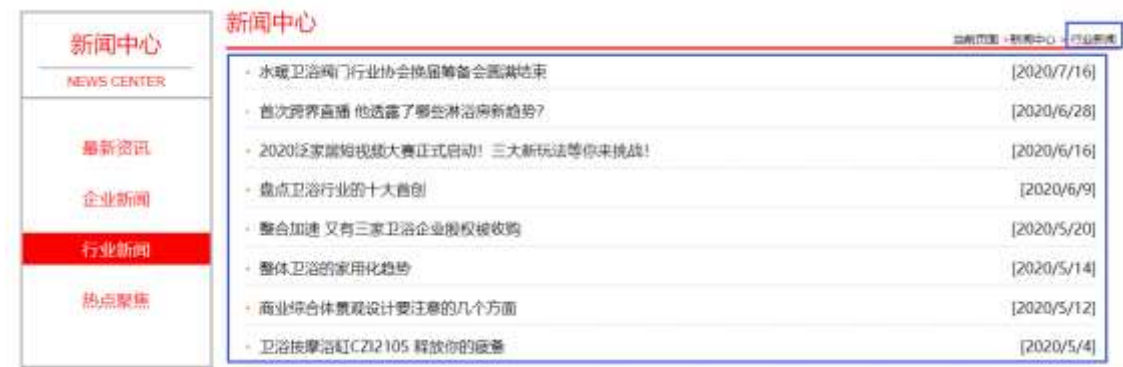 新闻中心
NEWS CENTER
最新资讯
企业新闻
行业新闻
热点聚焦
新闻中心
当前页面 >新闻中心 > 行业新闻
· 水暖卫浴阀门行业协会换届筹备会圆满结束 [2020/7/16]
· 首次跨界直播 他透露了哪些淋浴房新趋势? [2020/6/28]
· 2020泛家居短视频大赛正式启动! 三大新玩法等你来挑战! [2020/6/16]
· 盘点卫浴行业的十大首创 [2020/6/9]
· 整合加速 又有三家卫浴企业股权被收购 [2020/5/20]
· 整体卫浴的家用化趋势 [2020/5/14]
· 商业综合体景观设计要注意的几个方面 [2020/5/12]
· 卫浴按摩浴缸CZI2105 释放你的疲惫 [2020/5/4]